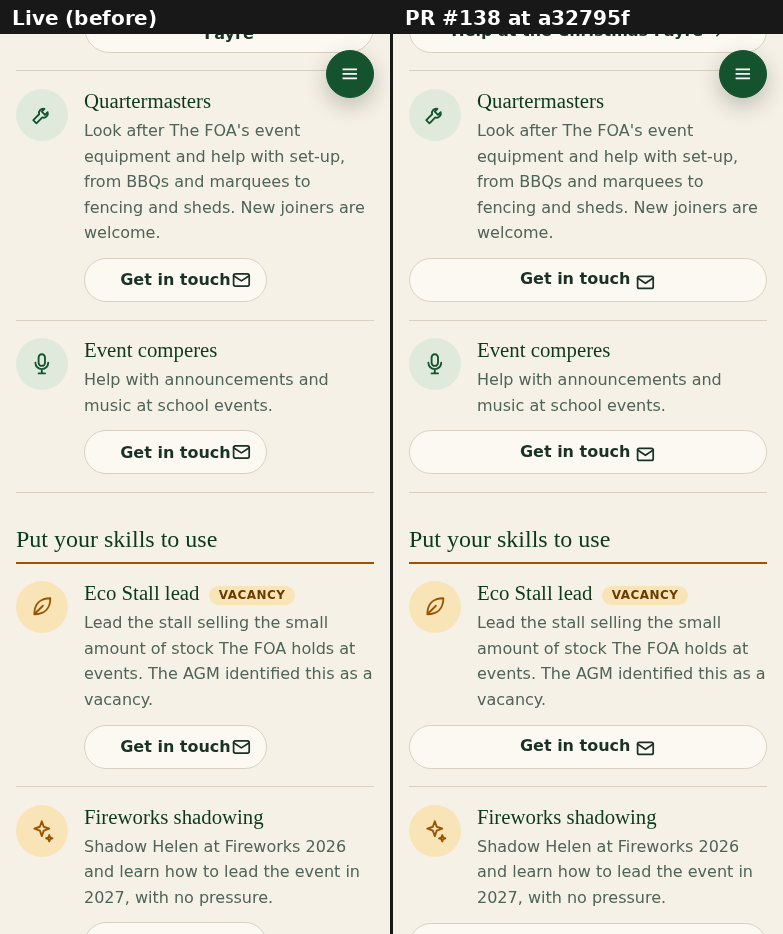 Live (before)
Fayre
Quartermasters
Look after The FOA's event
equipment and help with set-up,
from BBQs and marquees to
fencing and sheds. New joiners are
welcome.
Get in touch
Event comperes
Help with announcements and
music at school events.
Get in touch
Put your skills to use
Eco Stall lead VACANCY
Lead the stall selling the small
amount of stock The FOA holds at
events. The AGM identified this as a
vacancy.
Get in touch
Fireworks shadowing
Shadow Helen at Fireworks 2026
and learn how to lead the event in
2027, with no pressure.
PR #138 at a32795f
Help at the Christmas Fayre
Quartermasters
Look after The FOA's event
equipment and help with set-up,
from BBQs and marquees to
fencing and sheds. New joiners are
welcome.
Get in touch
Event comperes
Help with announcements and
music at school events.
Get in touch
Put your skills to use
Eco Stall lead VACANCY
Lead the stall selling the small
amount of stock The FOA holds at
events. The AGM identified this as a
vacancy.
Get in touch
Fireworks shadowing
Shadow Helen at Fireworks 2026
and learn how to lead the event in
2027, with no pressure.